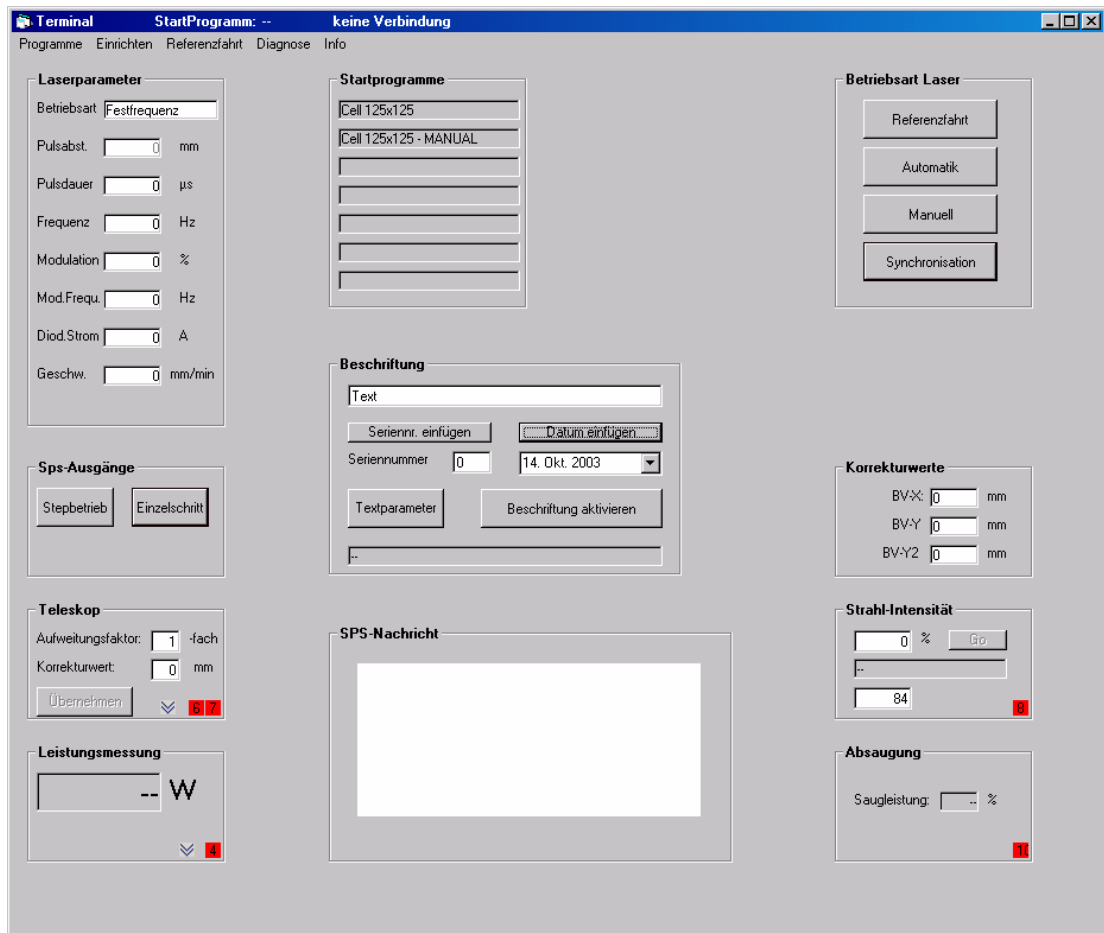 Terminal StartProgramm: -- keine Verbindung
Programme Einrichten Referenzfahrt Diagnose Info
Laserparameter
Betriebsart Festfrequenz
Pulsabst. 0 mm
Pulsdauer 0 µs
Frequenz 0 Hz
Modulation 0 %
Mod.Frequ. 0 Hz
Diod.Strom 0 A
Geschw. 0 mm/min
Startprogramme
Cell 125x125
Cell 125x125 - MANUAL
Betriebsart Laser
Referenzfahrt
Automatik
Manuell
Synchronisation
Beschriftung
Text
Seriennr. einfügen Datum einfügen
Seriennummer 0 14. Okt. 2003
Textparameter Beschriftung aktivieren
--
Sps-Ausgänge
Stepbetrieb Einzelschritt
Korrekturwerte
BV-X: 0 mm
BV-Y 0 mm
BV-Y2 0 mm
Teleskop
Aufweitungsfaktor: 1 -fach
Korrekturwert: 0 mm
Übernehmen 6 7
SPS-Nachricht
Strahl-Intensität
0 % Go
--
84
8
Leistungsmessung
-- W
4
Absaugung
Saugleistung: -- %
10